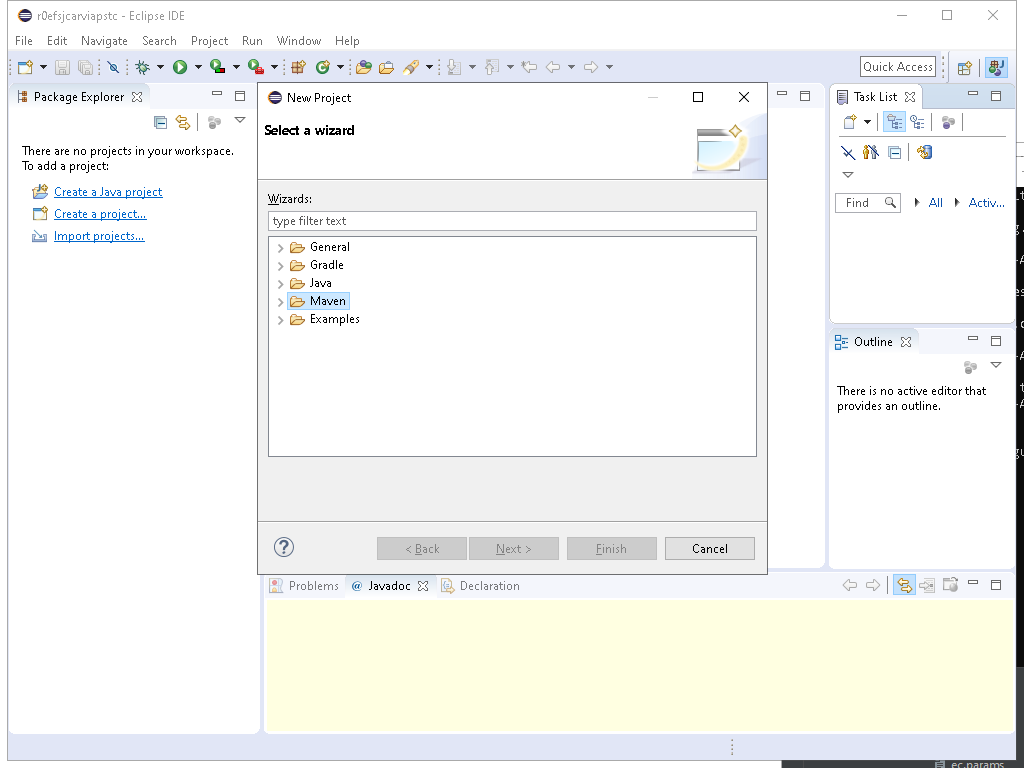 r0efsjcarviapstc - Eclipse IDE
File Edit Navigate Search Project Run Window Help
Quick Access
Package Explorer
There are no projects in your workspace.
To add a project:
Create a Java project
Create a project...
Import projects...
New Project
Select a wizard
Wizards:
type filter text
General
Gradle
Java
Maven
Examples
< Back Next > Finish Cancel
Task List
Find All Activ...
Outline
There is no active editor that
provides an outline.
Problems @ Javadoc Declaration
ec.params